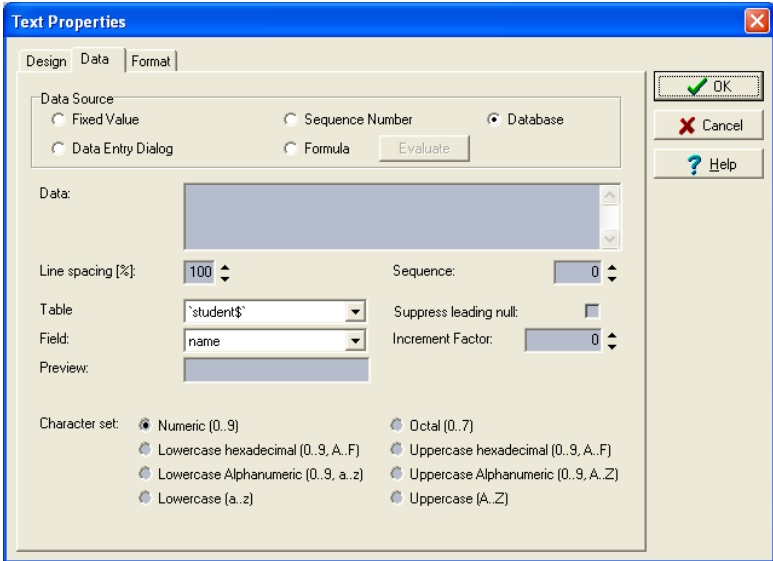 Text Properties
Design Data Format
OK
Data Source
Fixed Value Sequence Number Database
Cancel
Data Entry Dialog Formula Evaluate
Help
Data:
Line spacing [%]: 100 Sequence: 0
Table `student$` Suppress leading null:
Field: name Increment Factor: 0
Preview:
Character set: Numeric (0..9) Octal (0..7)
Lowercase hexadecimal (0..9, A..F) Uppercase hexadecimal (0..9, A..F)
Lowercase Alphanumeric (0..9, a..z) Uppercase Alphanumeric (0..9, A..Z)
Lowercase (a..z) Uppercase (A..Z)